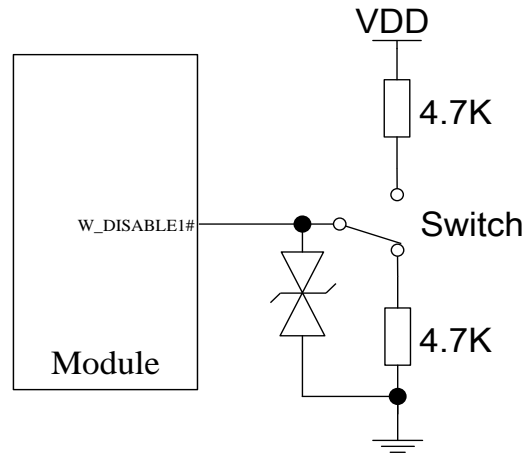 VDD
4.7K
W_DISABLE1#
Switch
4.7K
Module